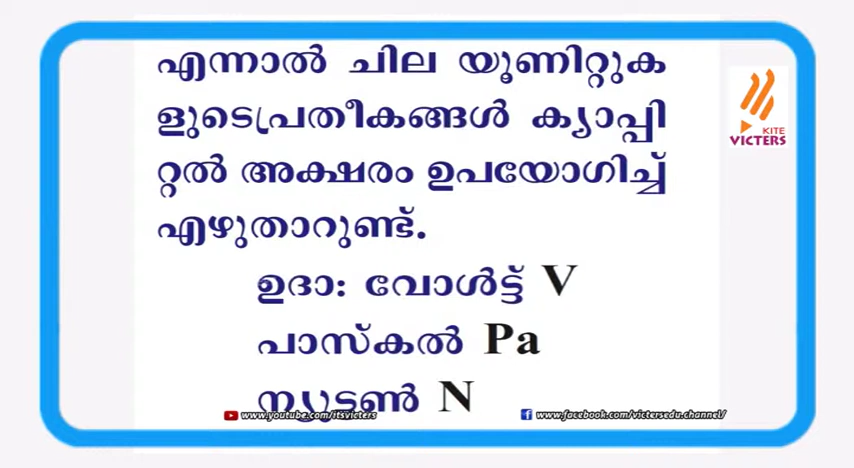 എന്നാൽ ചില യൂണിറ്റുക
ളുടെപ്രതീകങ്ങൾ ക്യാപ്പി
റ്റൽ അക്ഷരം ഉപയോഗിച്ച്
എഴുതാറുണ്ട്.
ഉദാ: വോൾട്ട് V
പാസ്കൽ Pa
ന്യൂടൺ N
KITE
VICTERS
www.youtube.com/itsvicters
www.facebook.com/victersedu.channel/